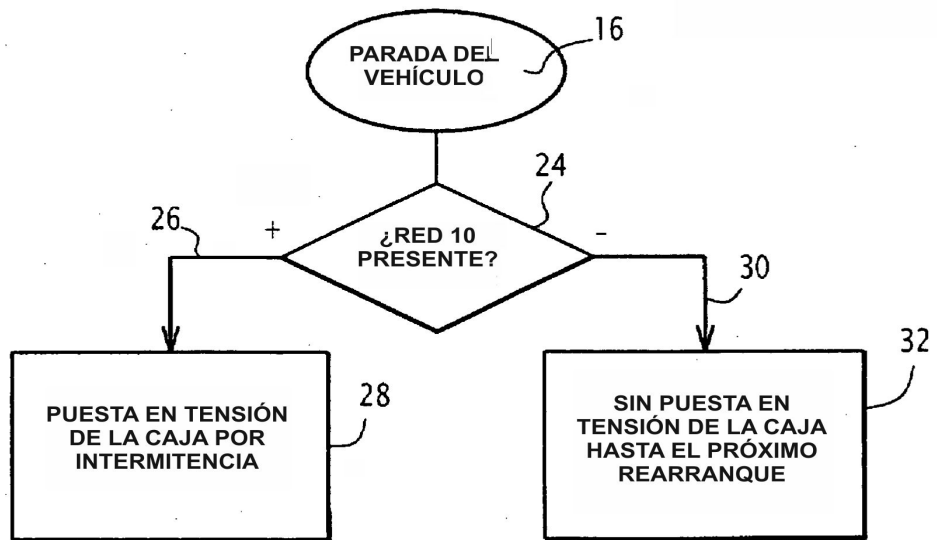 PARADA DEL
VEHÍCULO
16
24
26
+
¿RED 10
PRESENTE?
-
30
PUESTA EN TENSIÓN
DE LA CAJA POR
INTERMITENCIA
28
SIN PUESTA EN
TENSIÓN DE LA CAJA
HASTA EL PRÓXIMO
REARRANQUE
32